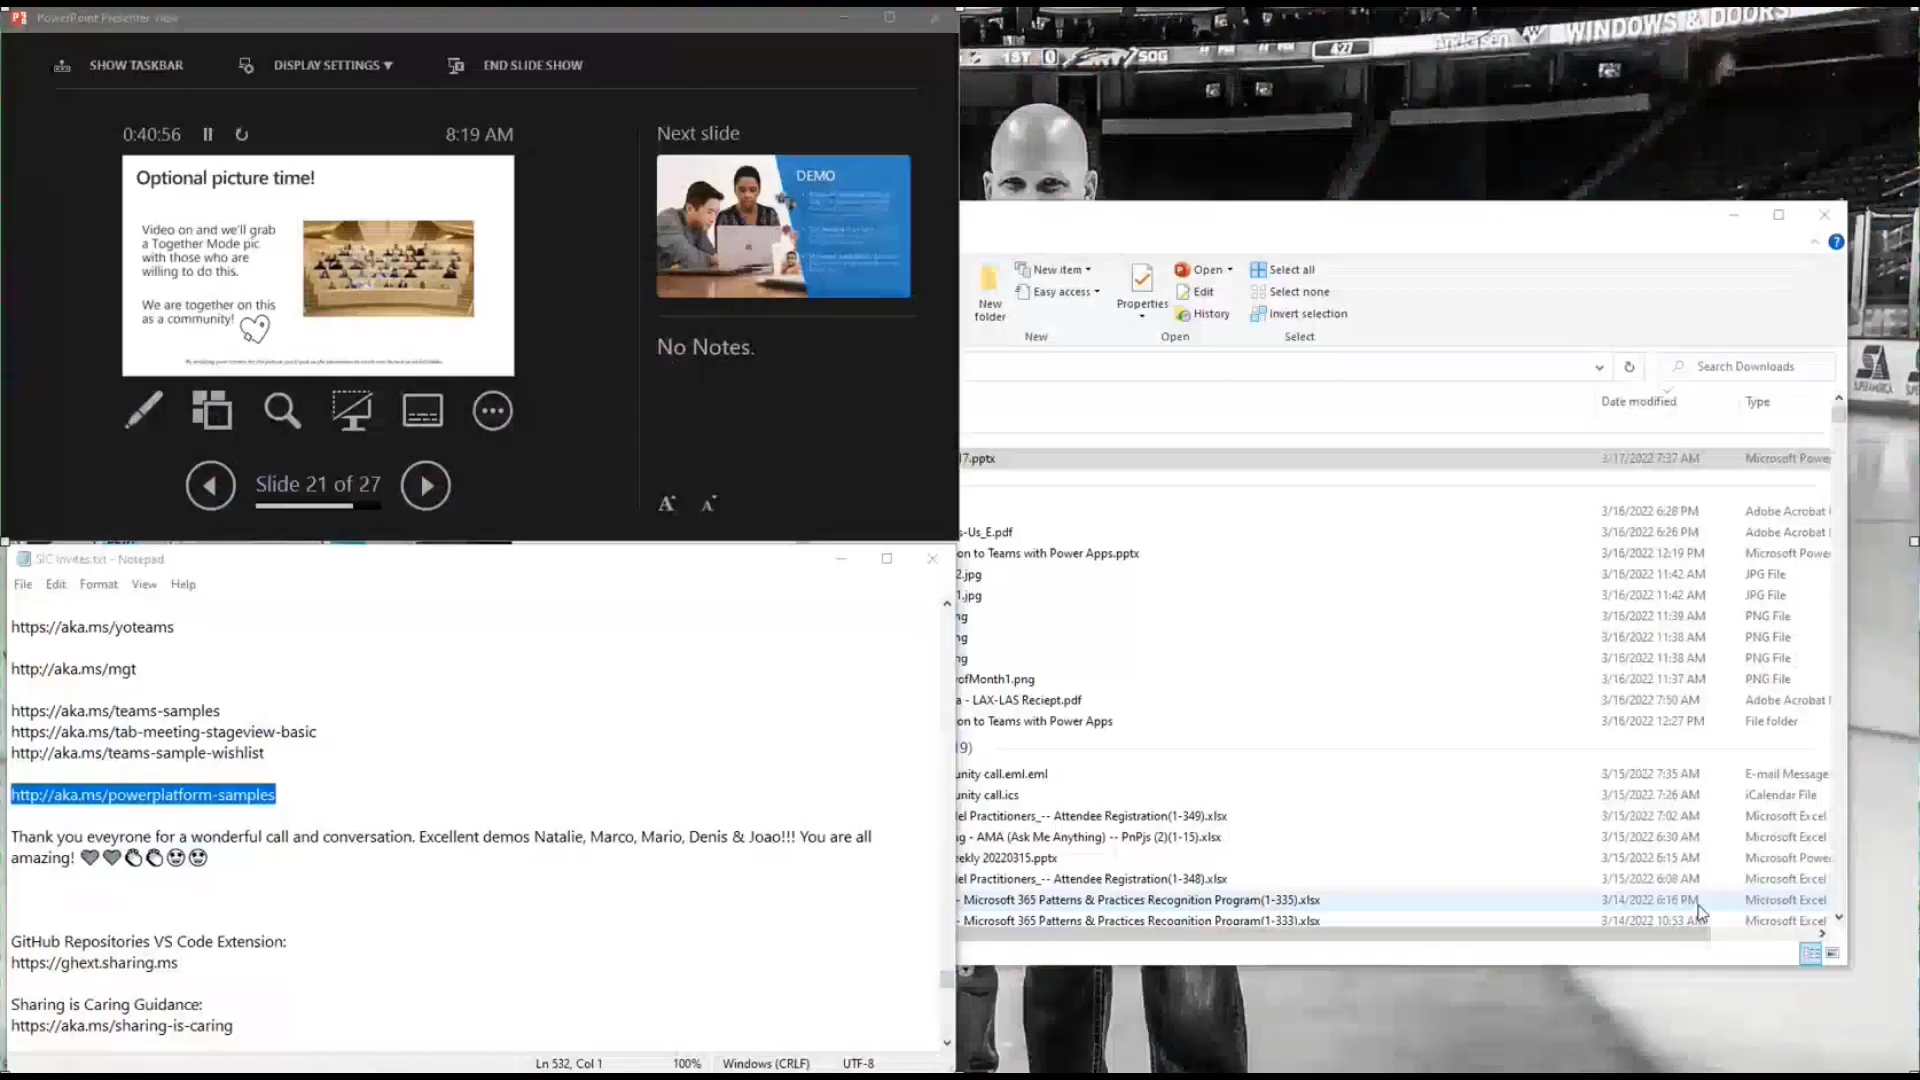 PowerPoint Presenter View
SHOW TASKBAR
DISPLAY SETTINGS ▼
END SLIDE SHOW
0:40:56
8:19 AM
Optional picture time!
Video on and we'll grab
a Together Mode pic
with those who are
willing to do this.
We are together on this
as a community!
Slide 21 of 27
Next slide
DEMO
No Notes.
A A
SIC Invites.txt - Notepad
File Edit Format View Help
https://aka.ms/yoteams
http://aka.ms/mgt
https://aka.ms/teams-samples
https://aka.ms/tab-meeting-stageview-basic
http://aka.ms/teams-sample-wishlist
http://aka.ms/powerplatform-samples
Thank you eveyrone for a wonderful call and conversation. Excellent demos Natalie, Marco, Mario, Denis & Joao!!! You are all
amazing!
GitHub Repositories VS Code Extension:
https://ghext.sharing.ms
Sharing is Caring Guidance:
https://aka.ms/sharing-is-caring
Ln 532, Col 1 100% Windows (CRLF) UTF-8
Andersen WINDOWS & DOORS
1ST 0 SOG 4:27
New item Open Select all
Easy access Edit Select none
New folder Properties History Invert selection
New Open Select
Search Downloads
Date modified Type
17.pptx 3/17/2022 7:37 AM Microsoft Powe
3/16/2022 6:28 PM Adobe Acrobat
s-Us_E.pdf 3/16/2022 6:26 PM Adobe Acrobat
on to Teams with Power Apps.pptx 3/16/2022 12:19 PM Microsoft Powe
2.jpg 3/16/2022 11:42 AM JPG File
1.jpg 3/16/2022 11:42 AM JPG File
ng 3/16/2022 11:39 AM PNG File
ng 3/16/2022 11:38 AM PNG File
ng 3/16/2022 11:38 AM PNG File
ofMonth1.png 3/16/2022 11:37 AM PNG File
a - LAX-LAS Reciept.pdf 3/16/2022 7:50 AM Adobe Acrobat
on to Teams with Power Apps 3/16/2022 12:27 PM File folder
19)
unity call.eml.eml 3/15/2022 7:35 AM E-mail Message
unity call.ics 3/15/2022 7:26 AM iCalendar File
el Practitioners_-- Attendee Registration(1-349).xlsx 3/15/2022 7:02 AM Microsoft Excel
g - AMA (Ask Me Anything) -- PnPjs (2)(1-15).xlsx 3/15/2022 6:30 AM Microsoft Excel
eekly 20220315.pptx 3/15/2022 6:15 AM Microsoft Powe
el Practitioners_-- Attendee Registration(1-348).xlsx 3/15/2022 6:08 AM Microsoft Excel
- Microsoft 365 Patterns & Practices Recognition Program(1-335).xlsx 3/14/2022 6:16 PM Microsoft Excel
- Microsoft 365 Patterns & Practices Recognition Program(1-333).xlsx 3/14/2022 10:53 AM Microsoft Excel
SUPERAMERICA